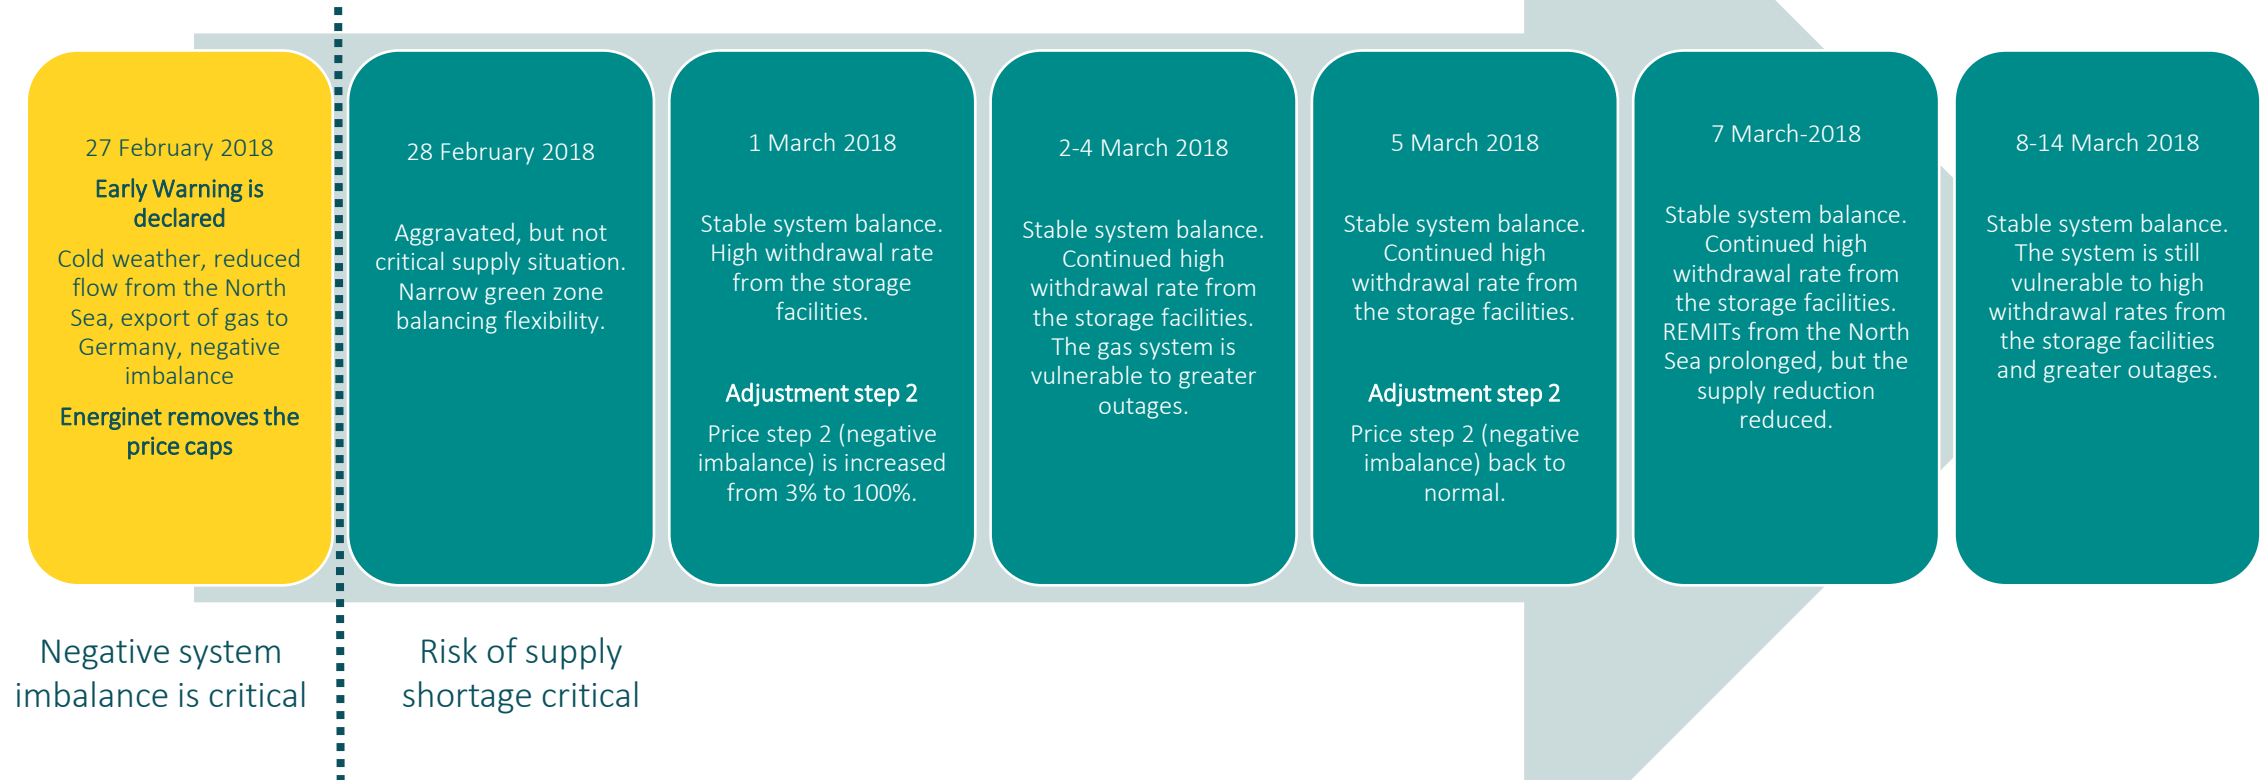 27 February 2018
Early Warning is
declared
Cold weather, reduced
flow from the North
Sea, export of gas to
Germany, negative
imbalance
Energinet removes the
price caps
28 February 2018
Aggravated, but not
critical supply situation.
Narrow green zone
balancing flexibility.
1 March 2018
Stable system balance.
High withdrawal rate
from the storage
facilities.
Adjustment step 2
Price step 2 (negative
imbalance) is increased
from 3% to 100%.
2-4 March 2018
Stable system balance.
Continued high
withdrawal rate from
the storage facilities.
The gas system is
vulnerable to greater
outages.
5 March 2018
Stable system balance.
Continued high
withdrawal rate from
the storage facilities.
Adjustment step 2
Price step 2 (negative
imbalance) back to
normal.
7 March-2018
Stable system balance.
Continued high
withdrawal rate from
the storage facilities.
REMITs from the North
Sea prolonged, but the
supply reduction
reduced.
8-14 March 2018
Stable system balance.
The system is still
vulnerable to high
withdrawal rates from
the storage facilities
and greater outages.
Negative system
imbalance is critical
Risk of supply
shortage critical